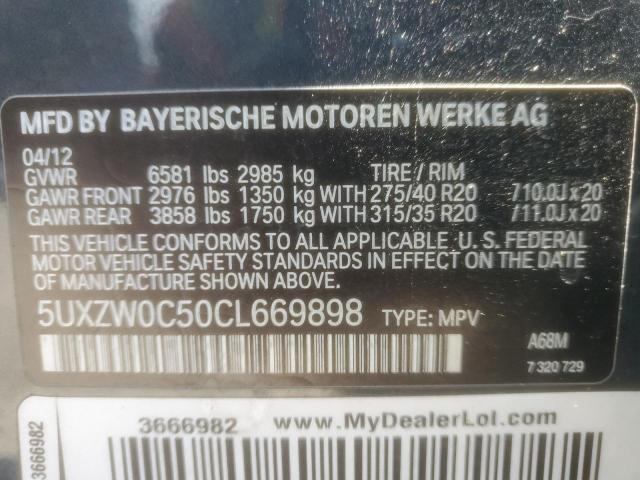 MFD BY BAYERISCHE MOTOREN WERKE AG
04/12
GVWR 6581 lbs 2985 kg TIRE / RIM
GAWR FRONT 2976 lbs 1350 kg WITH 275/40 R20 /10.0J x 20
GAWR REAR 3858 lbs 1750 kg WITH 315/35 R20 /11.0J x 20
THIS VEHICLE CONFORMS TO ALL APPLICABLE U. S. FEDERAL
MOTOR VEHICLE SAFETY STANDARDS IN EFFECT ON THE DATE
OF MANUFACTURE SHOWN ABOVE.
5UXZW0C50CL669898 TYPE: MPV
A68M
7 320 729
3666982 www.MyDealerLol.com
3666982